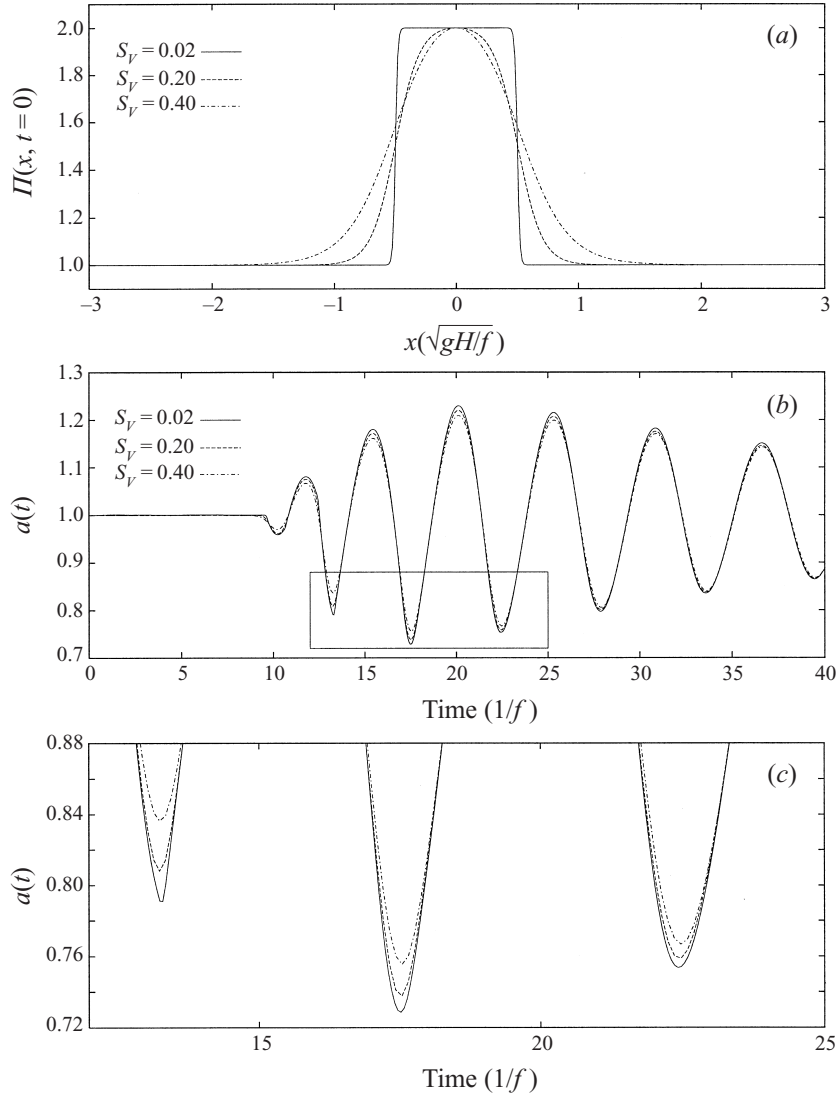 (a)
S_V = 0.02
S_V = 0.20
S_V = 0.40
Π(x, t = 0)
2.0
1.8
1.6
1.4
1.2
1.0
−3 −2 −1 0 1 2 3
x(√gH/f)
(b)
S_V = 0.02
S_V = 0.20
S_V = 0.40
a(t)
1.3
1.2
1.1
1.0
0.9
0.8
0.7
0 5 10 15 20 25 30 35 40
Time (1/f)
(c)
a(t)
0.88
0.84
0.80
0.76
0.72
15 20 25
Time (1/f)